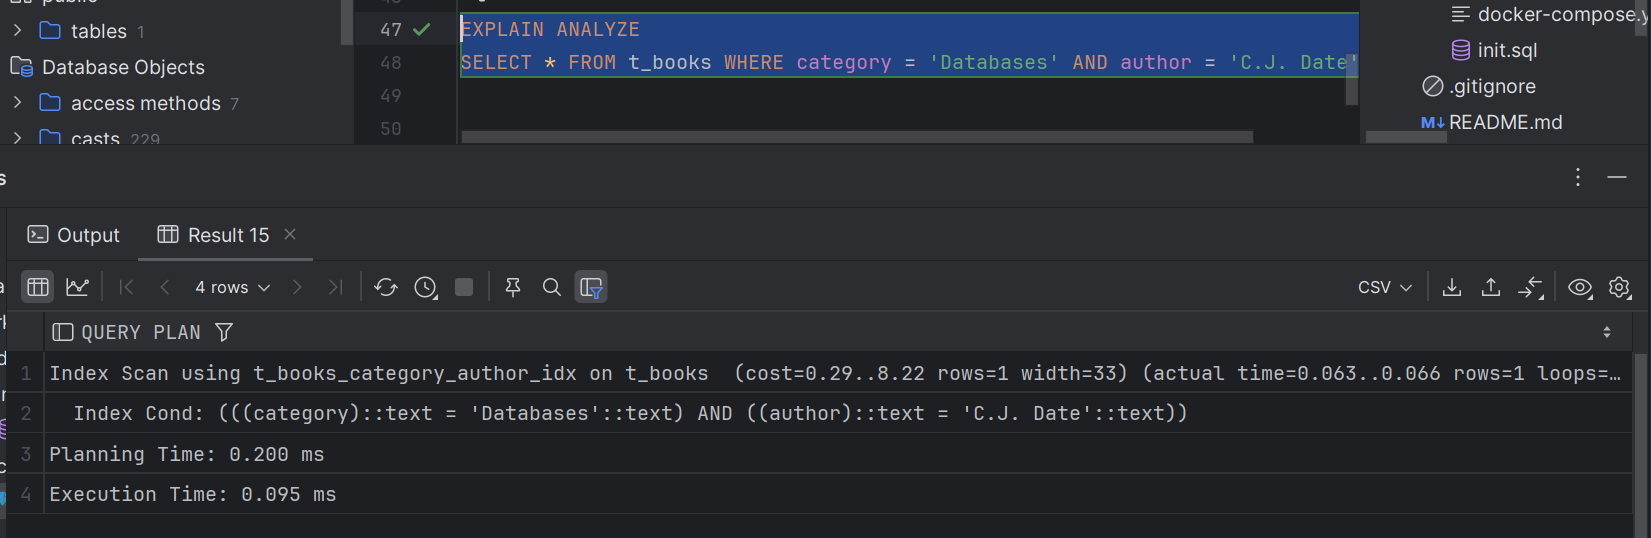 public
tables 1
Database Objects
access methods 7
casts 229
47 EXPLAIN ANALYZE
48 SELECT * FROM t_books WHERE category = 'Databases' AND author = 'C.J. Date'
49
50
docker-compose.y
init.sql
.gitignore
M↓ README.md
s
Output
Result 15
4 rows
CSV
QUERY PLAN
1 Index Scan using t_books_category_author_idx on t_books  (cost=0.29..8.22 rows=1 width=33) (actual time=0.063..0.066 rows=1 loops=…
2   Index Cond: (((category)::text = 'Databases'::text) AND ((author)::text = 'C.J. Date'::text))
3 Planning Time: 0.200 ms
4 Execution Time: 0.095 ms